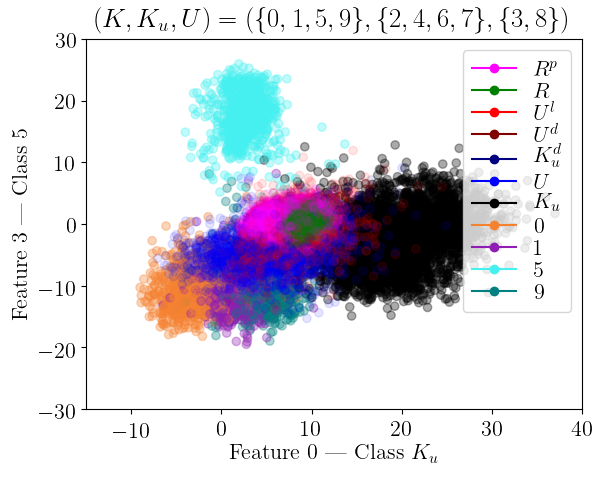 (K, K_u, U) = ({0, 1, 5, 9}, {2, 4, 6, 7}, {3, 8})
30
20
10
0
−10
−20
−30
−10
0
10
20
30
40
Feature 3 — Class 5
Feature 0 — Class K_u
R^p
R
U^l
U^d
K_u^d
U
K_u
0
1
5
9